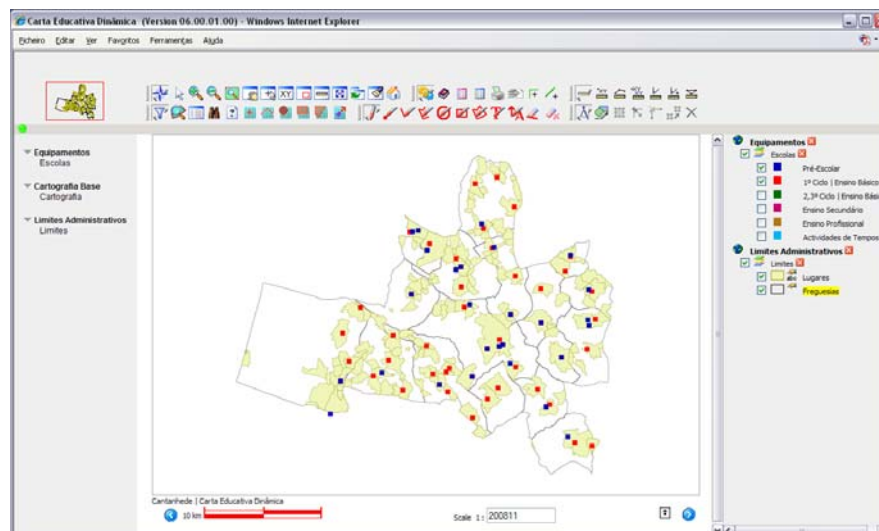 Carta Educativa Dinâmica (Version 06.00.01.00) - Windows Internet Explorer
Ficheiro Editar Ver Favoritos Ferramentas Ajuda
XY
Equipamentos
Escolas
Cartografia Base
Cartografia
Limites Administrativos
Limites
Equipamentos
Escolas
Pré-Escolar
1º Ciclo | Ensino Básico
2,3º Ciclo | Ensino Bási
Ensino Secundário
Ensino Profissional
Actividades de Tempos
Limites Administrativos
Limites
abc Lugares
Freguesias
Cantanhede | Carta Educativa Dinâmica
10 km
Scale 1: 200811